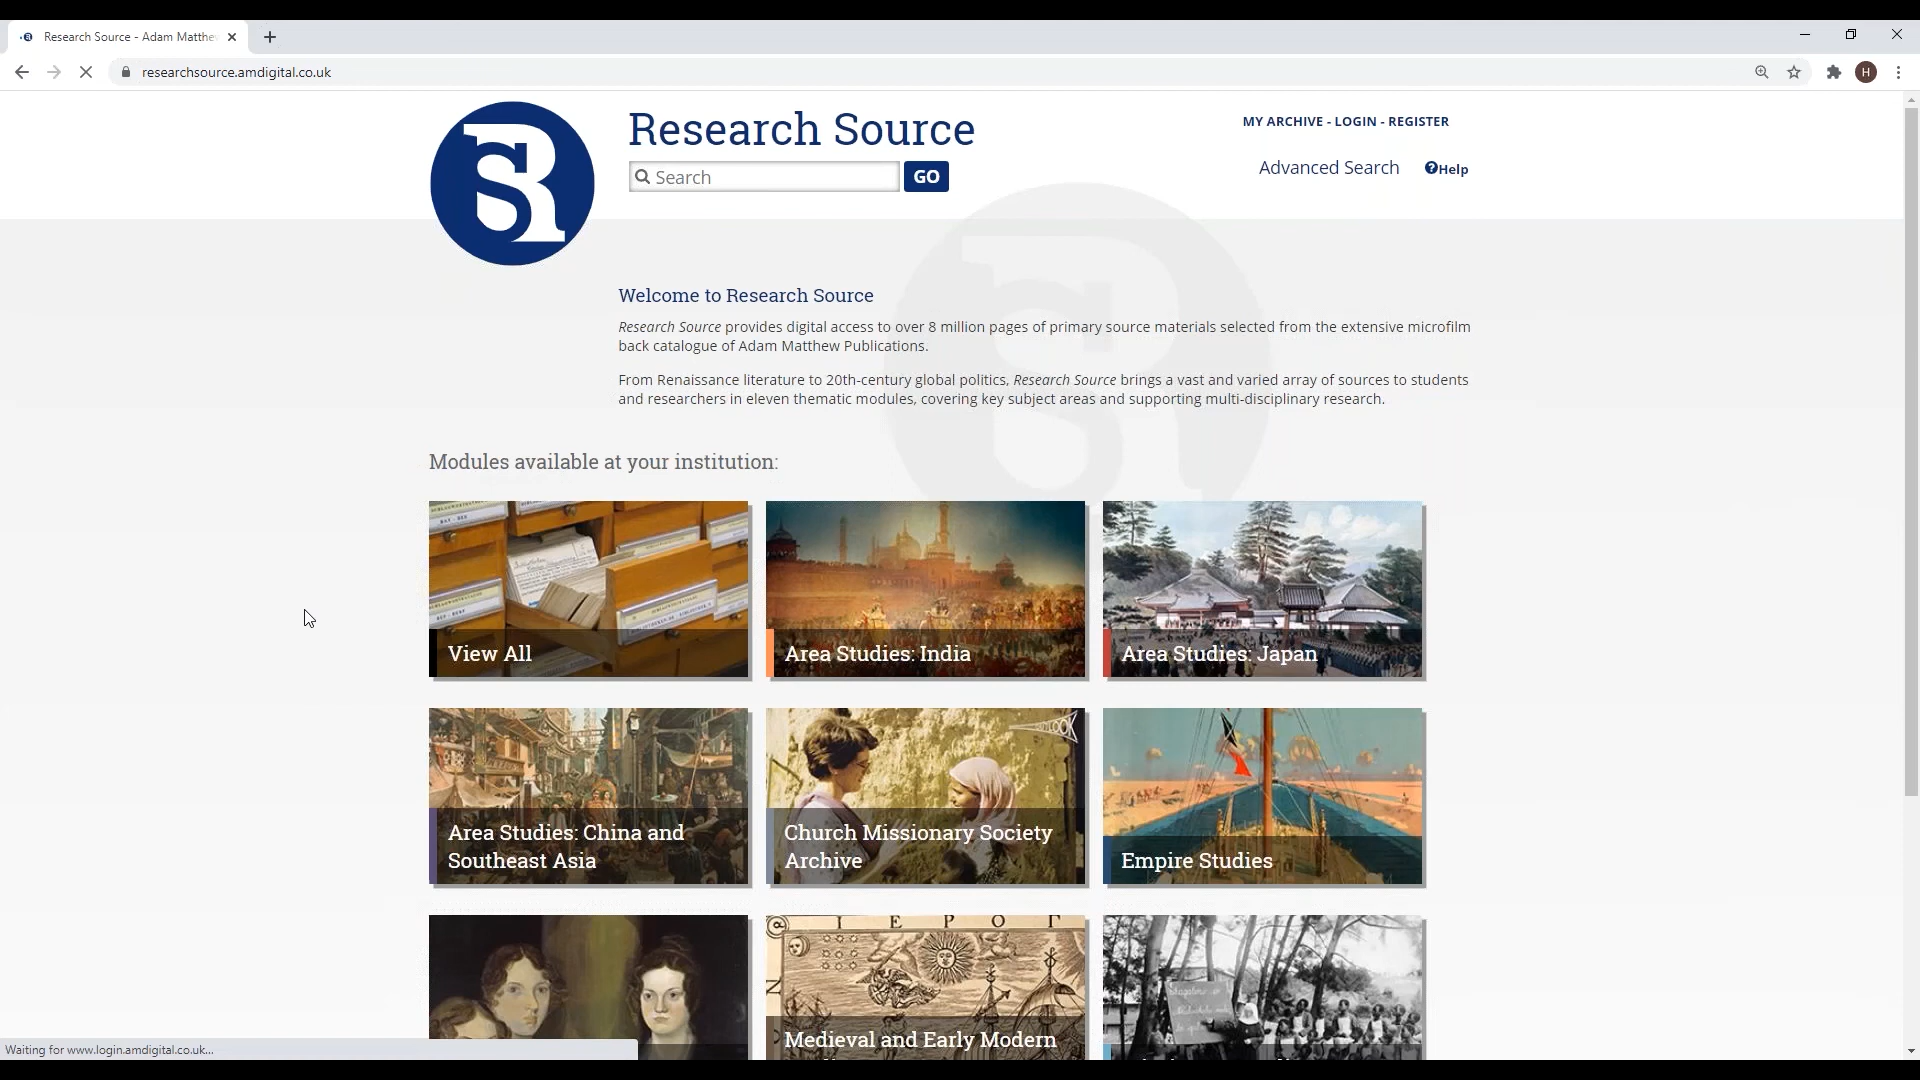 Research Source - Adam Matthe
researchsource.amdigital.co.uk
H
SR
Research Source
MY ARCHIVE - LOGIN - REGISTER
Search
GO
Advanced Search
Help
Welcome to Research Source
Research Source provides digital access to over 8 million pages of primary source materials selected from the extensive microfilm
back catalogue of Adam Matthew Publications.
From Renaissance literature to 20th-century global politics, Research Source brings a vast and varied array of sources to students
and researchers in eleven thematic modules, covering key subject areas and supporting multi-disciplinary research.
Modules available at your institution:
View All
Area Studies: India
Area Studies: Japan
Area Studies: China and
Southeast Asia
Church Missionary Society
Archive
Empire Studies
I E P O T
Medieval and Early Modern
Waiting for www.login.amdigital.co.uk...